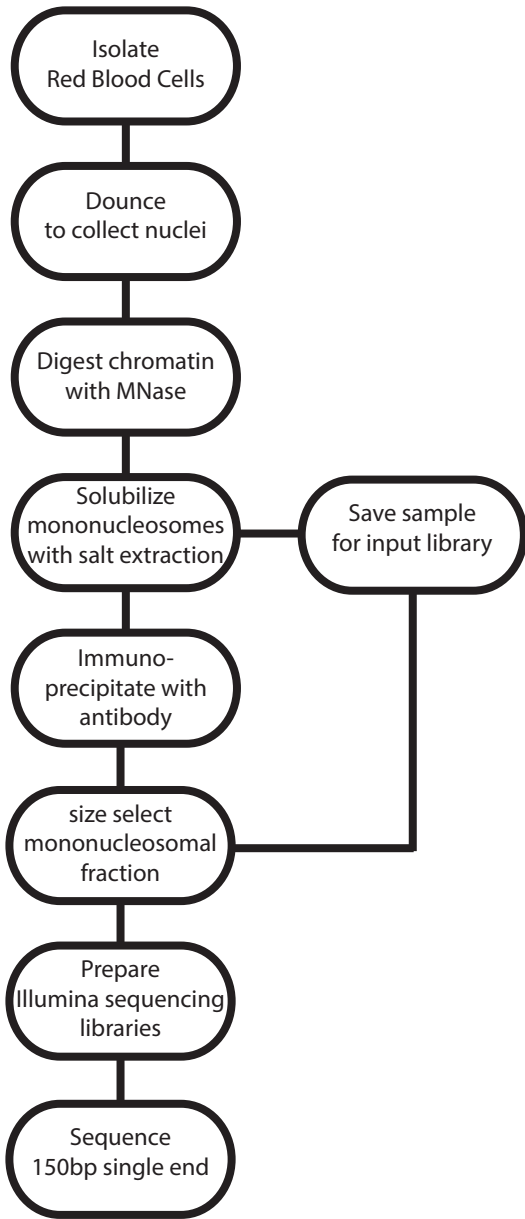 Isolate
Red Blood Cells
Dounce
to collect nuclei
Digest chromatin
with MNase
Solubilize
mononucleosomes
with salt extraction
Save sample
for input library
Immuno-
precipitate with
antibody
size select
mononucleosomal
fraction
Prepare
Illumina sequencing
libraries
Sequence
150bp single end